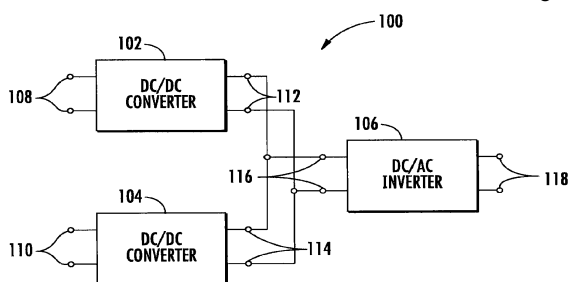 100
102
DC/DC
CONVERTER
108
112
106
DC/AC
INVERTER
116
118
104
DC/DC
CONVERTER
110
114